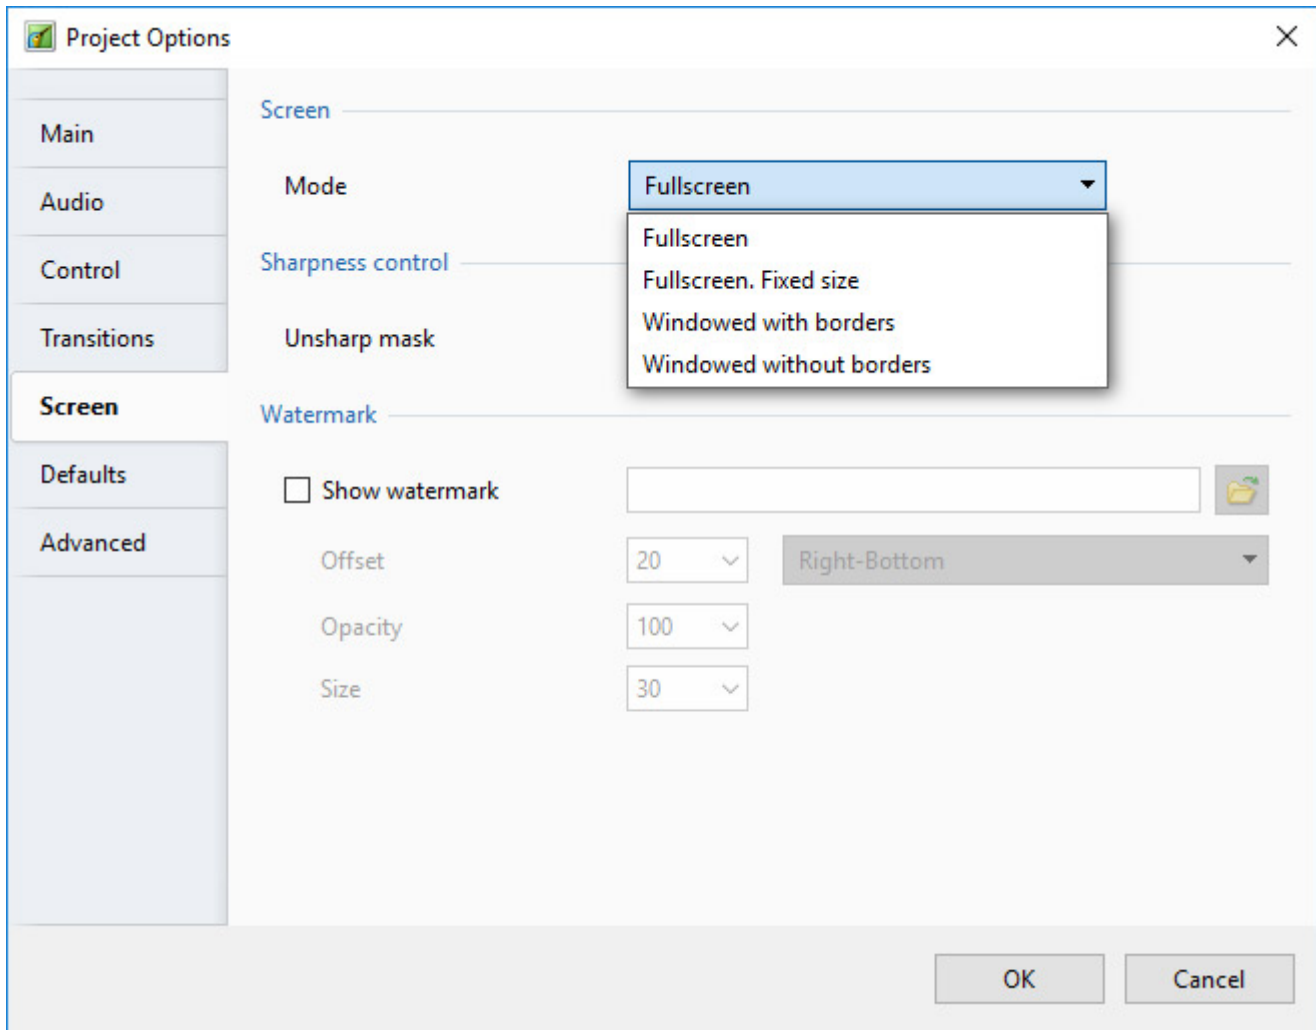 Project Options
Main
Audio
Control
Transitions
Screen
Defaults
Advanced
Screen
Mode
Fullscreen
Fullscreen
Fullscreen. Fixed size
Windowed with borders
Windowed without borders
Sharpness control
Unsharp mask
Watermark
Show watermark
Offset
20
Right-Bottom
Opacity
100
Size
30
OK
Cancel